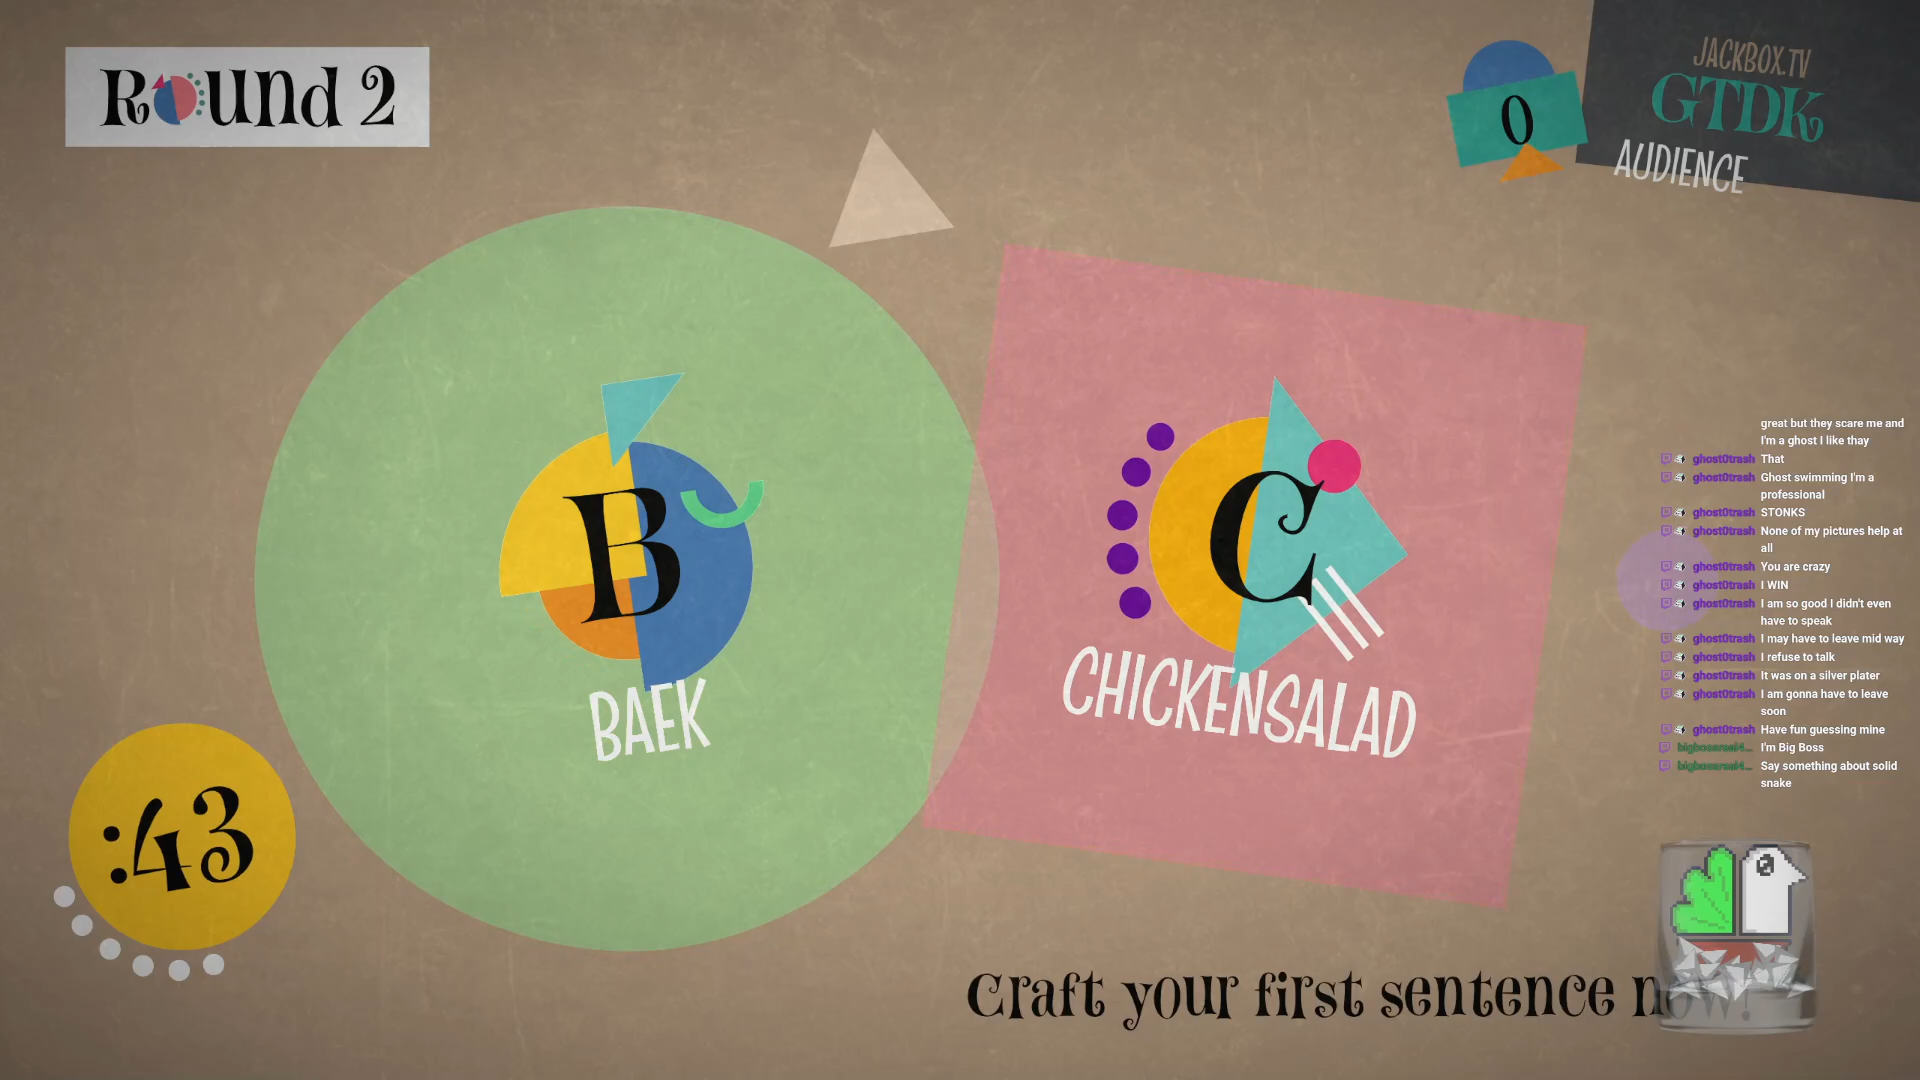 Round 2
0
JACKBOX.TV
GTDK
AUDIENCE
B
BAEK
C
CHICKENSALAD
:43
Craft your first sentence now!
great but they scare me and
I'm a ghost I like thay
ghost0trash That
ghost0trash Ghost swimming I'm a
professional
ghost0trash STONKS
ghost0trash None of my pictures help at
all
ghost0trash You are crazy
ghost0trash I WIN
ghost0trash I am so good I didn't even
have to speak
ghost0trash I may have to leave mid way
ghost0trash I refuse to talk
ghost0trash It was on a silver plater
ghost0trash I am gonna have to leave
soon
ghost0trash Have fun guessing mine
I'm Big Boss
Say something about solid
snake